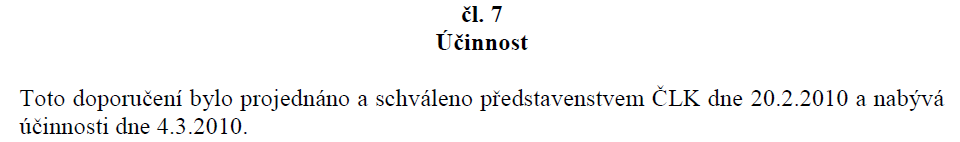 čl. 7
Účinnost
Toto doporučení bylo projednáno a schváleno představenstvem ČLK dne 20.2.2010 a nabývá
účinnosti dne 4.3.2010.